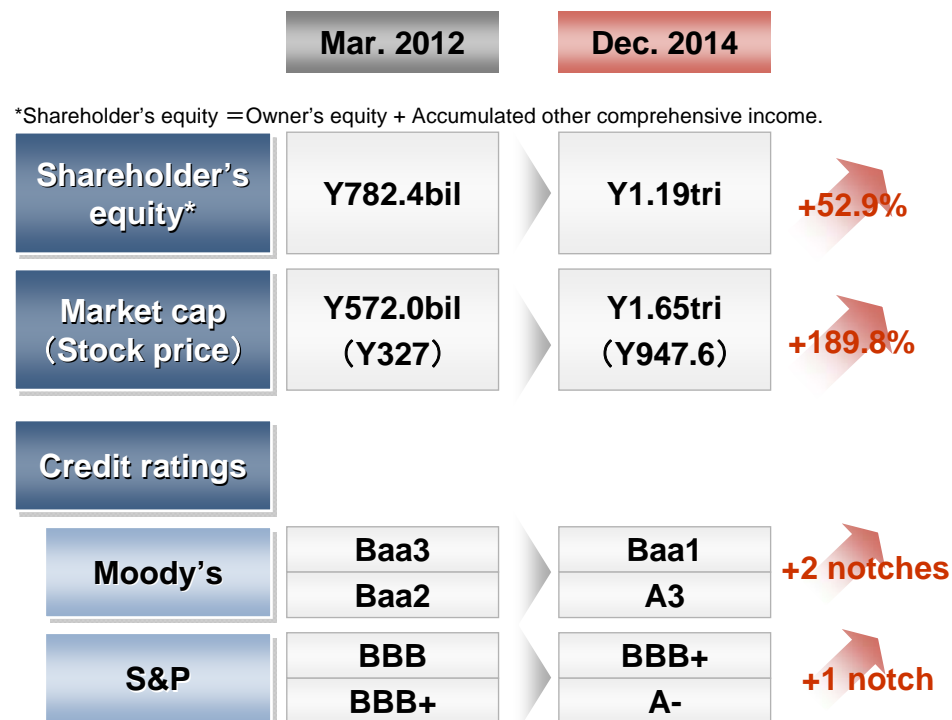 Mar. 2012
Dec. 2014
*Shareholder's equity ＝Owner's equity + Accumulated other comprehensive income.
Shareholder's
equity*
Y782.4bil
Y1.19tri
+52.9%
Market cap
（Stock price）
Y572.0bil
（Y327）
Y1.65tri
（Y947.6）
+189.8%
Credit ratings
Moody's
Baa3
Baa2
Baa1
A3
+2 notches
S&P
BBB
BBB+
BBB+
A-
+1 notch